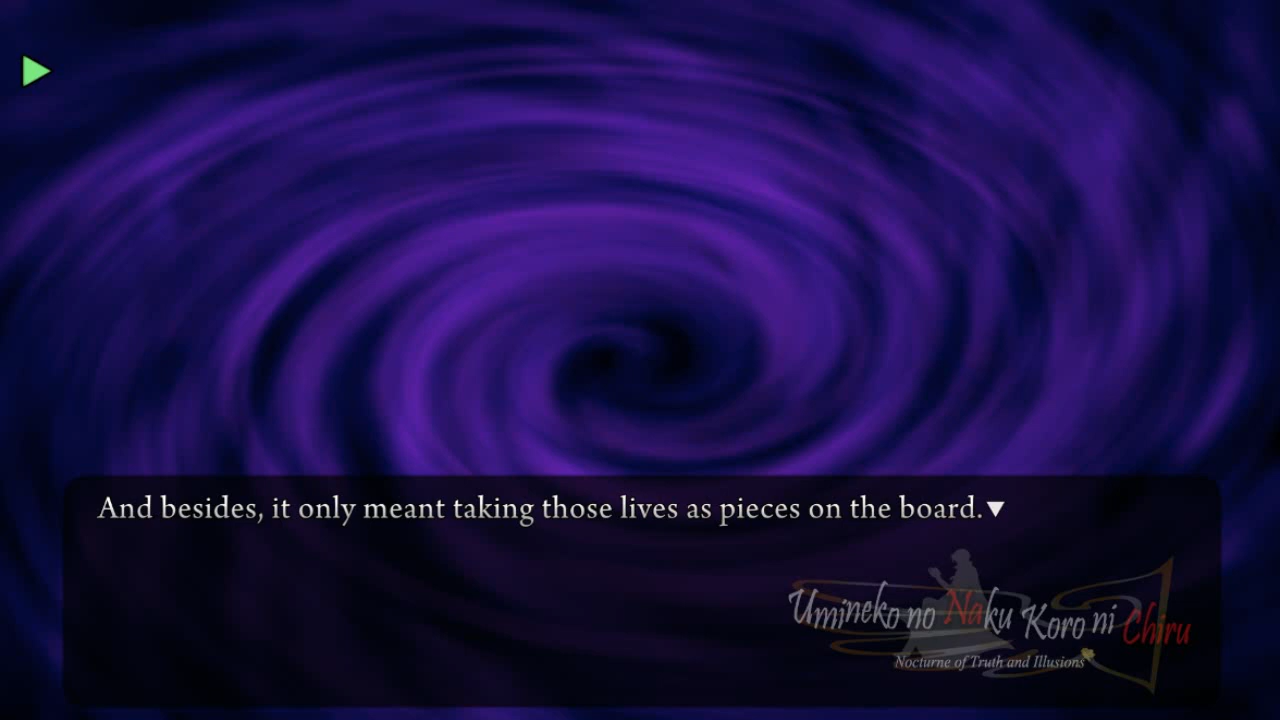 And besides, it only meant taking those lives as pieces on the board.
Umineko no Naku Koro ni Chiru
Nocturne of Truth and Illusions